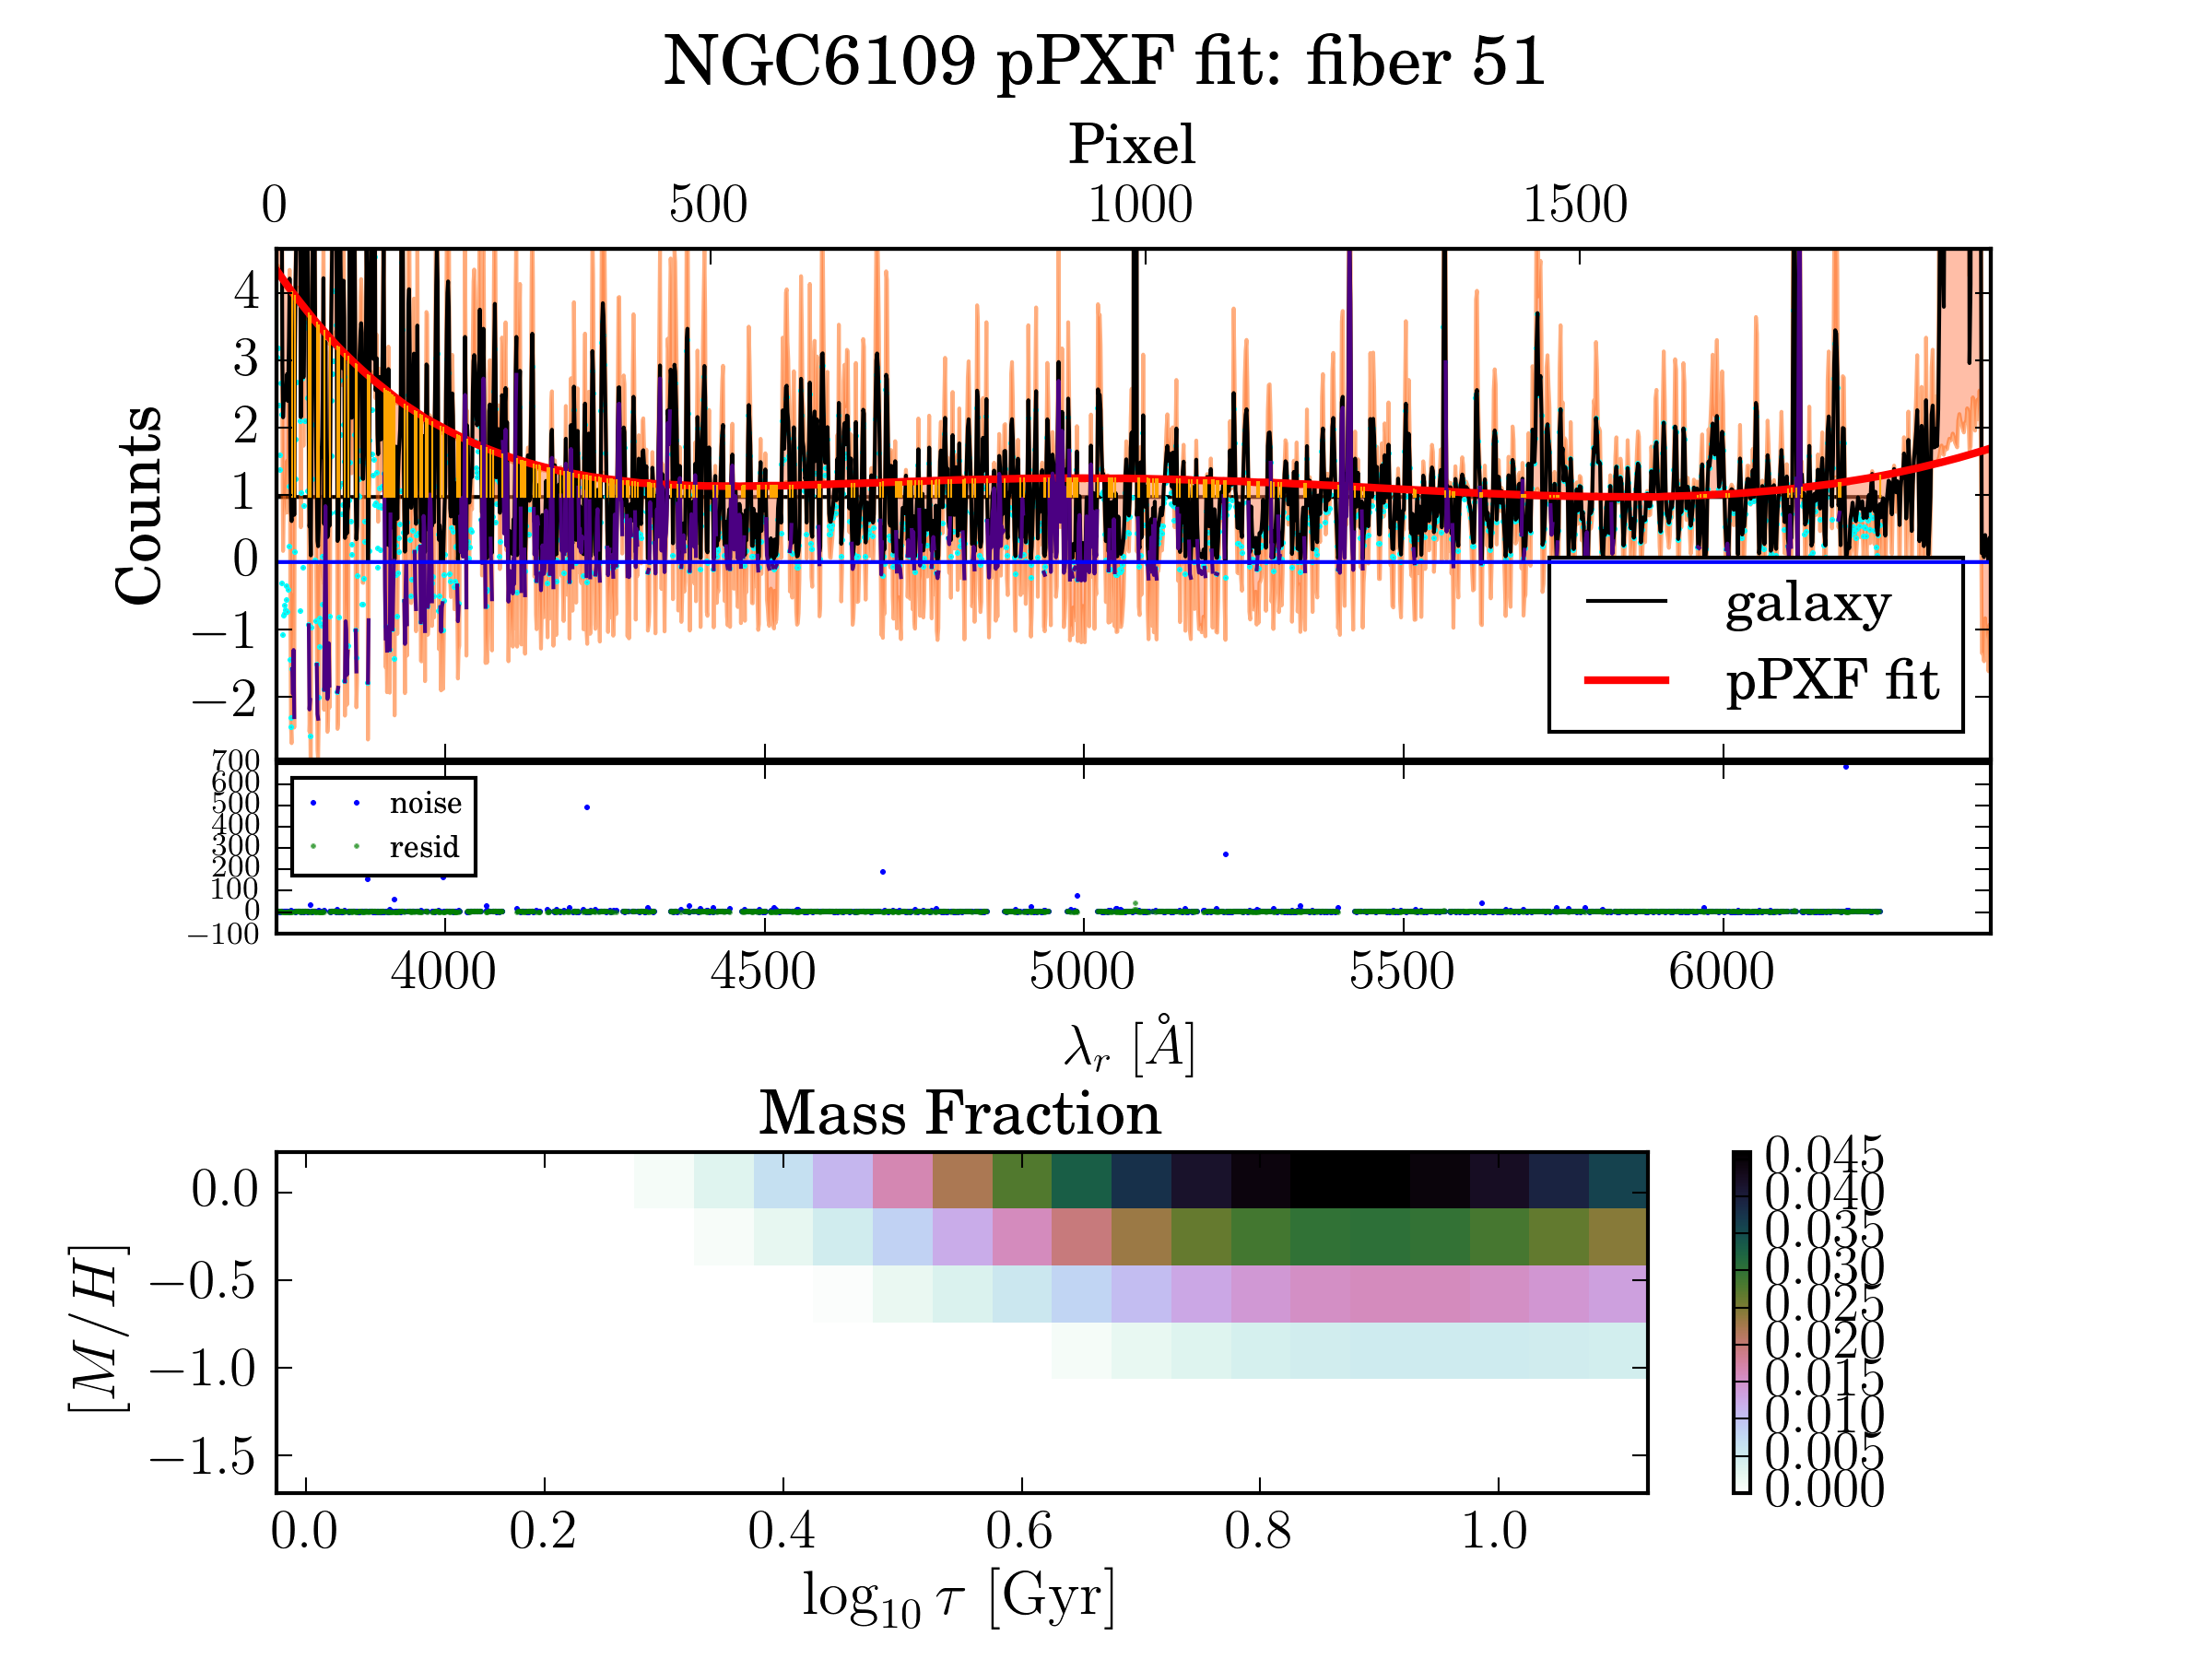 NGC6109 pPXF fit: fiber 51
Pixel
0 500 1000 1500
4
3
2
1
0
−1
−2
Counts
galaxy
pPXF fit
700
600
500
400
300
200
100
0
−100
noise
resid
4000 4500 5000 5500 6000
λr [Å]
Mass Fraction
0.0
−0.5
−1.0
−1.5
[M/H]
0.045
0.040
0.035
0.030
0.025
0.020
0.015
0.010
0.005
0.000
0.0 0.2 0.4 0.6 0.8 1.0
log10 τ [Gyr]